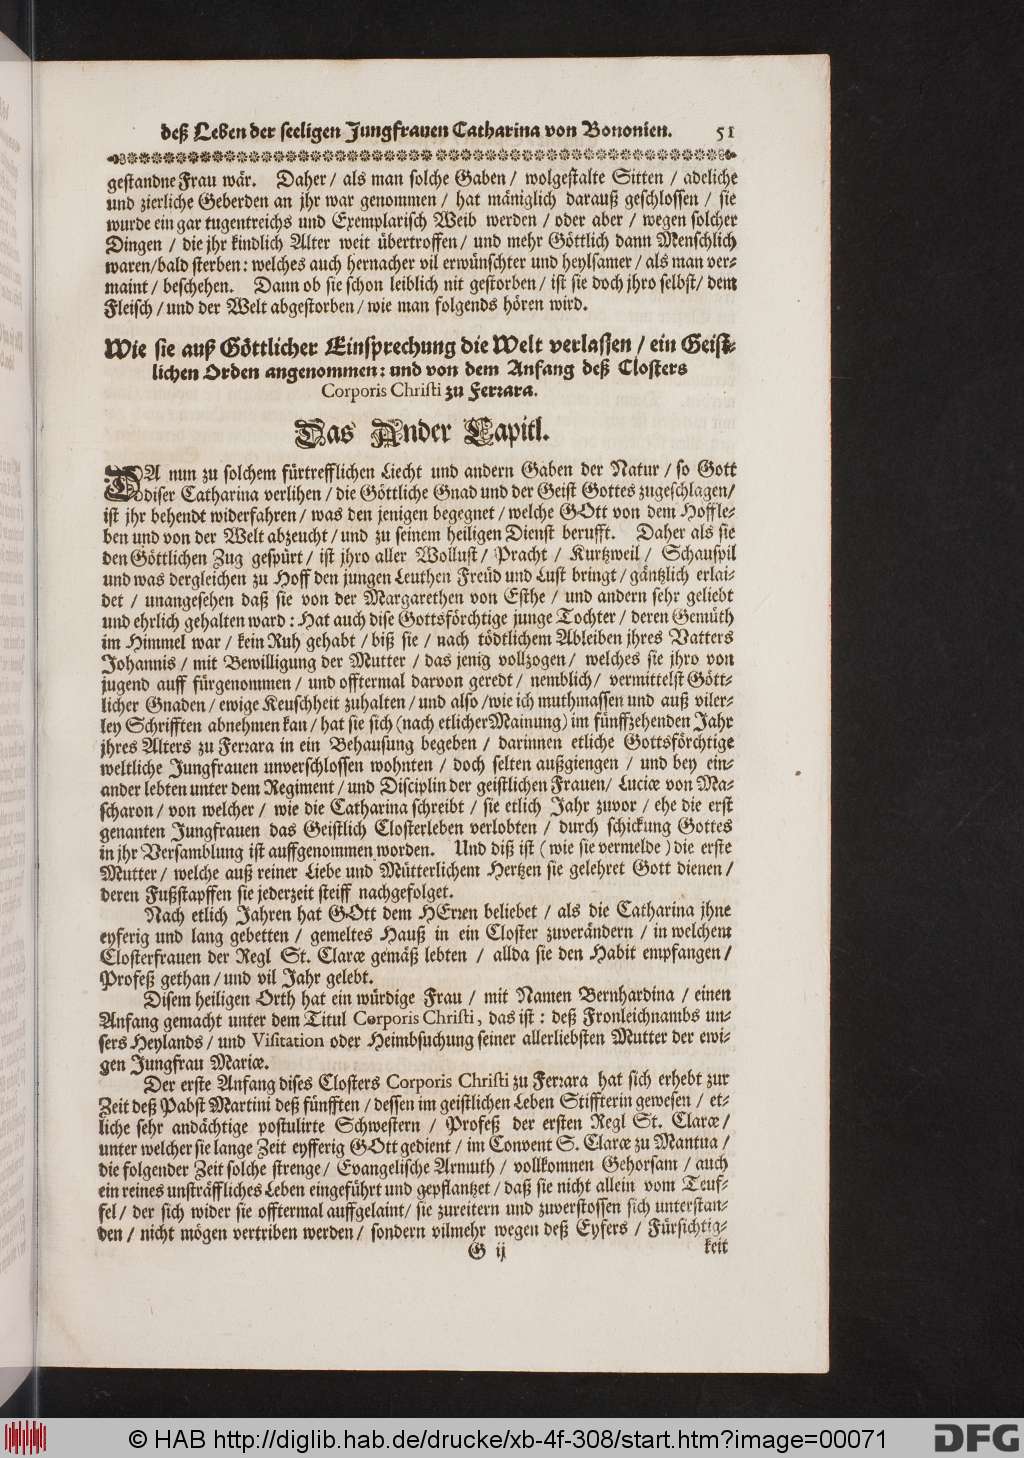 deß Leben der seeligen Jungfrauen Catharina von Bononien. 51
gestandne Frau wär. Daher / als man solche Gaben / wolgestalte Sitten / adeliche
und zierliche Geberden an jhr war genommen / hat mäniglich darauß geschlossen / sie
wurde ein gar tugentreichs und Exemplarisch Weib werden / oder aber / wegen solcher
Dingen / die jhr kindlich Alter weit übertroffen / und mehr Göttlich dann Menschlich
waren/bald sterben: welches auch hernacher vil erwünschter und heylsamer / als man ver-
maint / beschehen. Dann ob sie schon leiblich nit gestorben / ist sie doch jhro selbst/ dem
Fleisch / und der Welt abgestorben / wie man folgends hören wird.
Wie sie auß Göttlicher Einsprechung die Welt verlassen / ein Geist-
lichen Orden angenommen: und von dem Anfang deß Closters
Corporis Christi zu Ferrara.
Das Ander Capitl.
DA nun zu solchem fürtrefflichen Liecht und andern Gaben der Natur / so Gott
diser Catharina verlihen / die Göttliche Gnad und der Geist Gottes zugeschlagen/
ist jhr behendt widerfahren / was den jenigen begegnet / welche GOtt von dem Hoffle-
ben und von der Welt abzeucht / und zu seinem heiligen Dienst berufft. Daher als sie
den Göttlichen Zug gespürt / ist jhro aller Wollust / Pracht / Kurtzweil / Schauspil
und was dergleichen zu Hoff den jungen Leuthen Freüd und Lust bringt / gäntzlich erlai-
det / unangesehen daß sie von der Margarethen von Esthe / und andern sehr geliebt
und ehrlich gehalten ward : Hat auch dise Gottsförchtige junge Tochter / deren Gemüth
im Himmel war / kein Ruh gehabt / biß sie / nach tödtlichem Ableiben jhres Vatters
Johannis / mit Bewilligung der Mutter / das jenig vollzogen / welches sie jhro von
jugend auff fürgenommen / und offtermal darvon geredt / nemblich / vermittelst Gött-
licher Gnaden / ewige Keuschheit zuhalten / und also /wie ich muthmassen und auß viler-
ley Schrifften abnehmen kan / hat sie sich (nach etlicher Mainung) im fünffzehenden Jahr
jhres Alters zu Ferrara in ein Behausung begeben / darinnen etliche Gottsförchtige
weltliche Jungfrauen unverschlossen wohnten / doch selten außgiengen / und bey ein-
ander lebten unter dem Regiment / und Disciplin der geistlichen Frauen/ Luciæ von Ma-
scharon / von welcher / wie die Catharina schreibt / sie etlich Jahr zuvor / ehe die erst
genanten Jungfrauen das Geistlich Closterleben verlobten / durch schickung Gottes
in jhr Versamblung ist auffgenommen worden. Und diß ist ( wie sie vermelde ) die erste
Mutter / welche auß reiner Liebe und Mütterlichem Hertzen sie gelehret Gott dienen /
deren Fußstapffen sie jederzeit steiff nachgefolget.
Nach etlich Jahren hat GOtt dem HErren beliebet / als die Catharina jhne
eyferig und lang gebetten / gemeltes Hauß in ein Closter zuverändern / in welchem
Closterfrauen der Regl St. Claræ gemäß lebten / allda sie den Habit empfangen /
Profeß gethan / und vil Jahr gelebt.
Disem heiligen Orth hat ein würdige Frau / mit Namen Bernhardina / einen
Anfang gemacht unter dem Titul Corporis Christi, das ist : deß Fronleichnambs un-
sers Heylands / und Visitation oder Heimbsuchung seiner allerliebsten Mutter der ewi-
gen Jungfrau Mariæ.
Der erste Anfang dises Closters Corporis Christi zu Ferrara hat sich erhebt zur
Zeit deß Pabst Martini deß fünfften / dessen im geistlichen Leben Stiffterin gewesen / et-
liche sehr andächtige postulirte Schwestern / Profeß der ersten Regl St. Claræ /
unter welcher sie lange Zeit eyfferig GOtt gedient / im Convent S. Claræ zu Mantua /
die folgender Zeit solche strenge / Evangelische Armuth / vollkomnen Gehorsam / auch
ein reines unsträffliches Leben eingeführt und gepflantzet / daß sie nicht allein vom Teuf-
fel / der sich wider sie offtermal auffgelaint/ sie zureitern und zuverstossen sich unterstan-
den / nicht mögen vertriben werden / sondern vilmehr wegen deß Eyfers / Fürsichtig-
G ij keit
© HAB http://diglib.hab.de/drucke/xb-4f-308/start.htm?image=00071 DFG